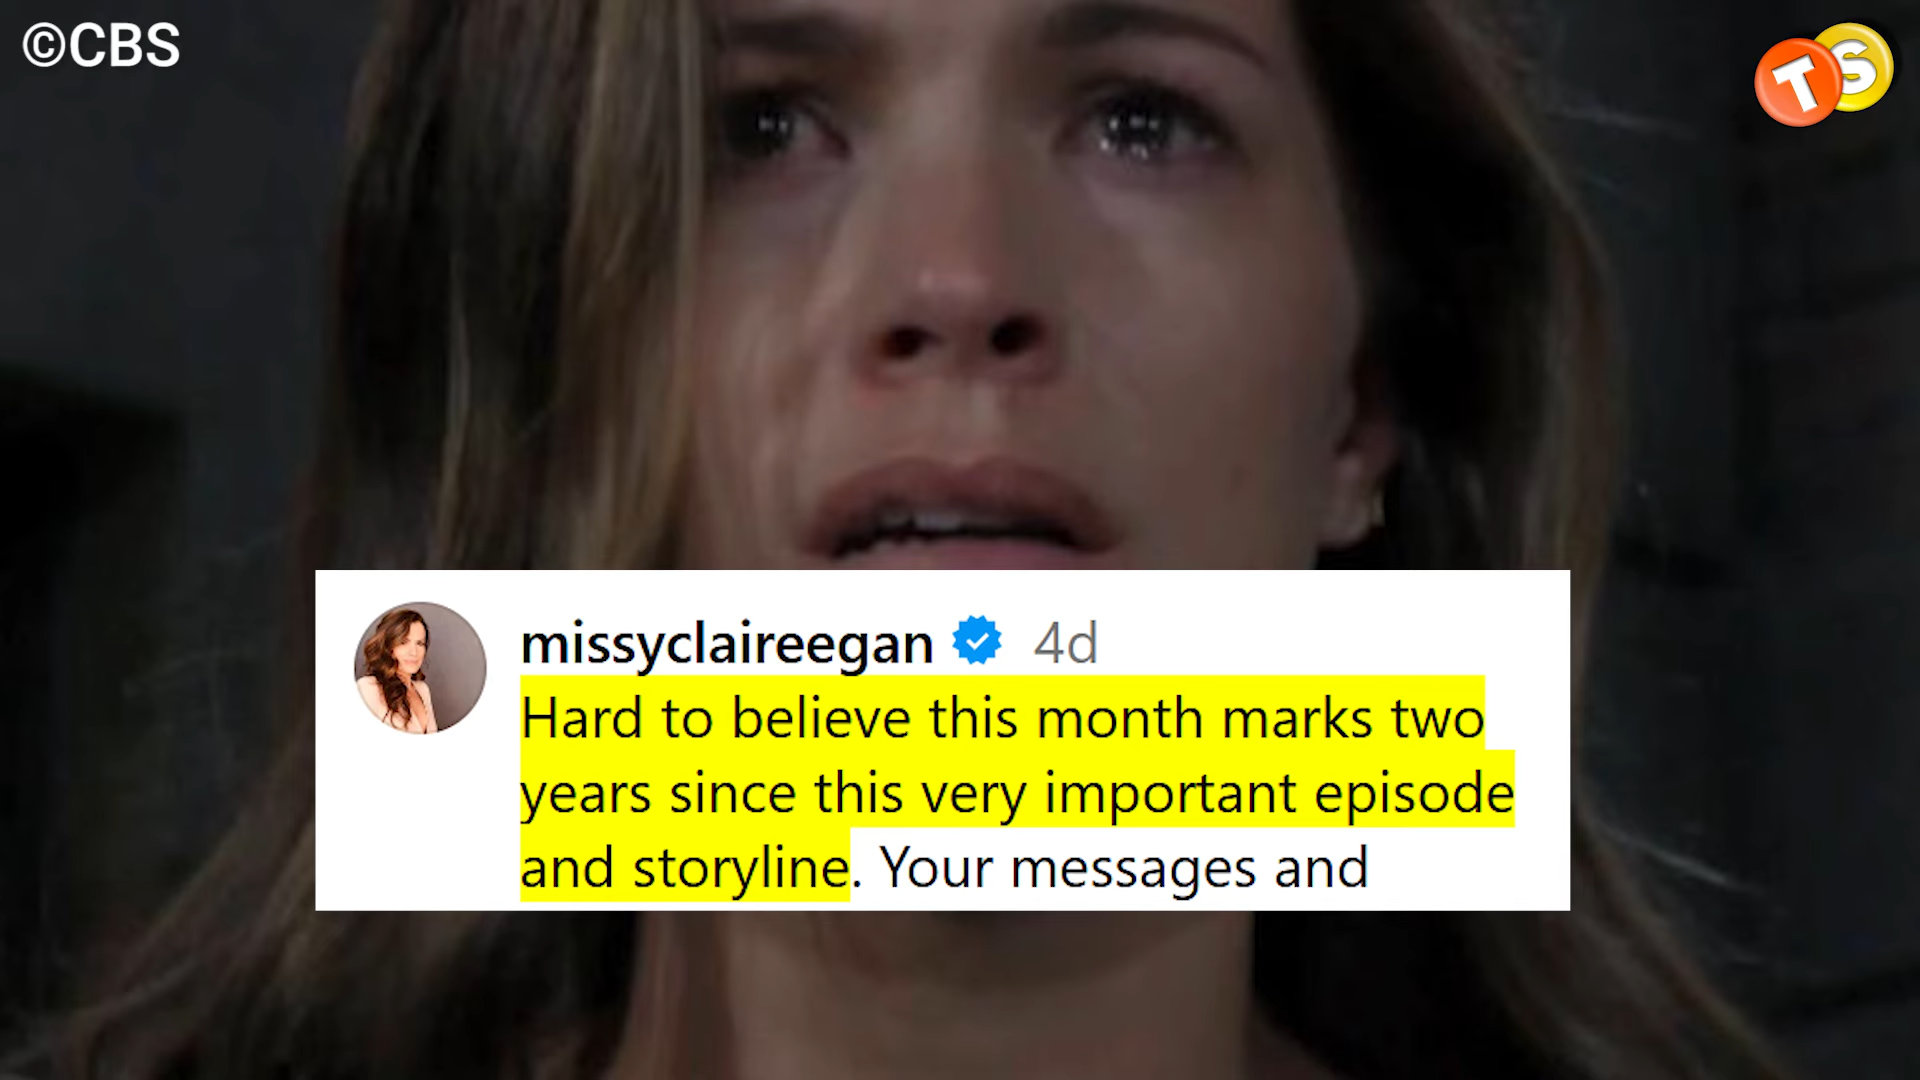 ©CBS
TS
missyclaireegan 4d
Hard to believe this month marks two
years since this very important episode
and storyline. Your messages and